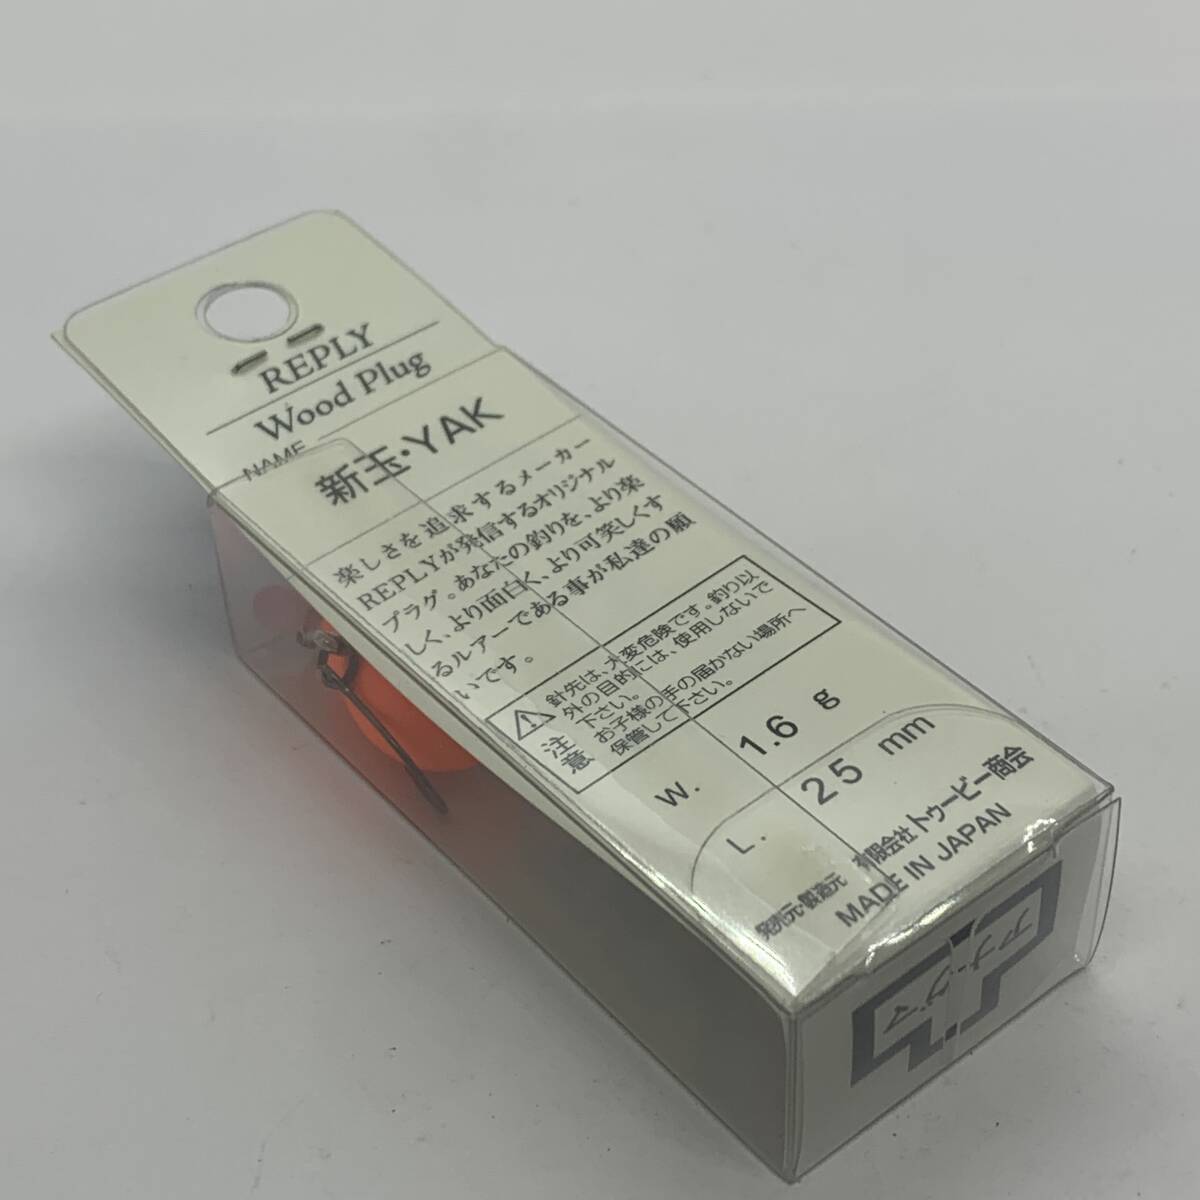 REPLY
Wood Plug
NAME
新玉・YAK
楽しさを追求するメーカー
REPLYが発信するオリジナル
プラグ。あなたの釣りを、より楽
しく、より面白く、より可笑しくす
るルアーである事が私達の願
いです。
注意
針先は、大変危険です。釣り以
外の目的には、使用しないで
下さい。
お子様の手の届かない場所へ
保管して下さい。
W. 1.6 g
L. 25 mm
発売元・製造元 有限会社トゥービー商会
MADE IN JAPAN